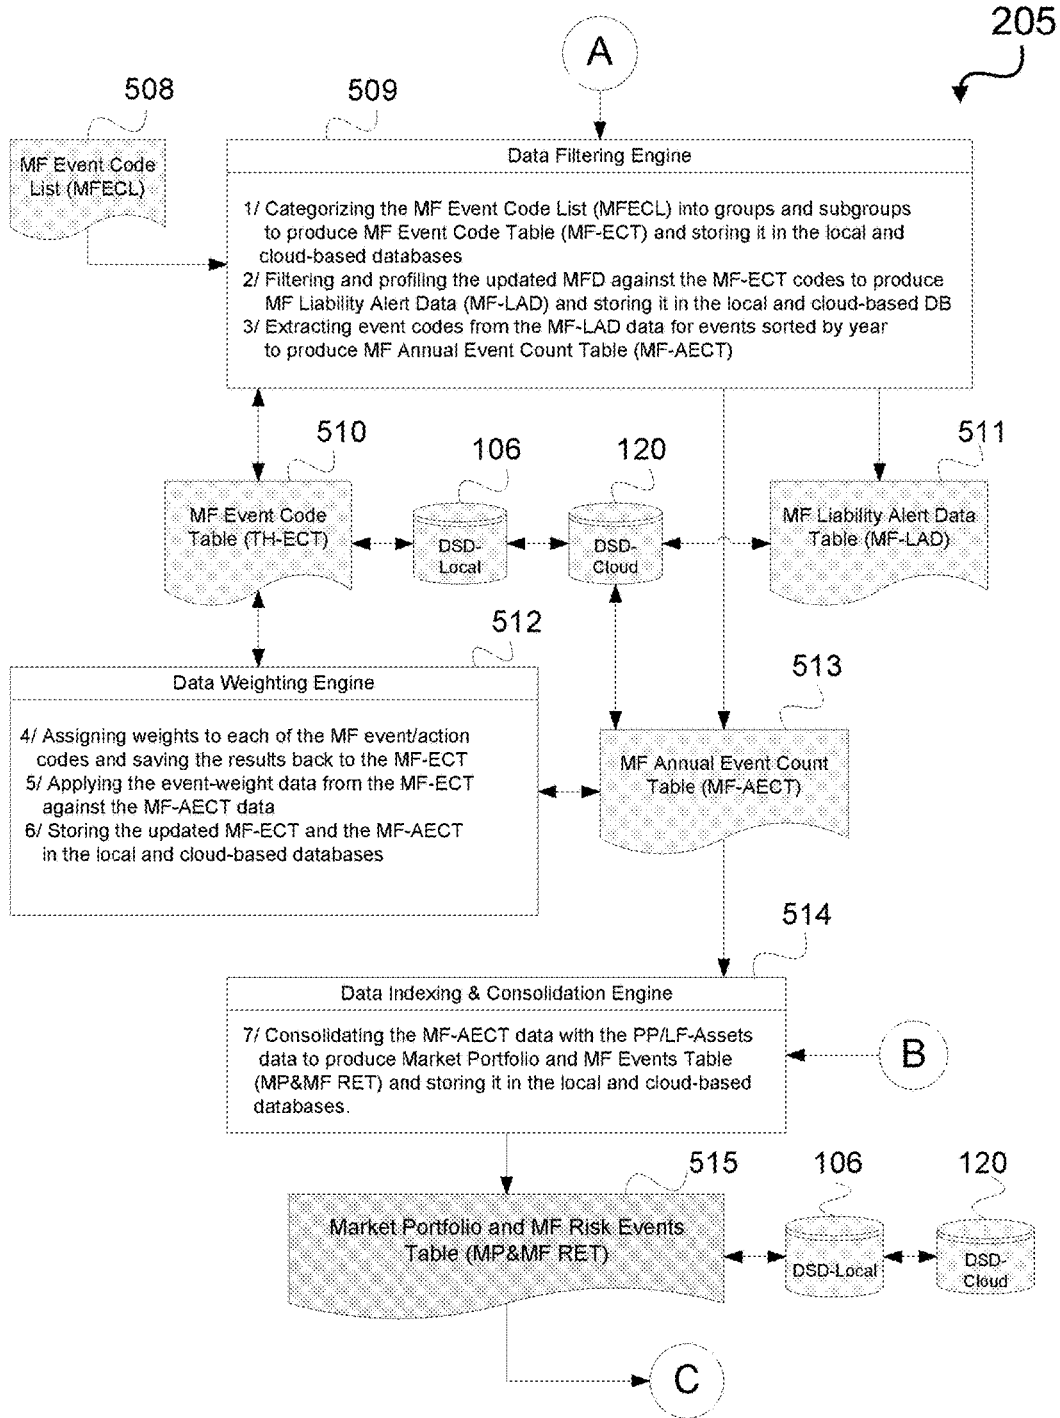 205
A
508
509
MF Event Code
List (MFECL)
Data Filtering Engine
1/ Categorizing the MF Event Code List (MFECL) into groups and subgroups
to produce MF Event Code Table (MF-ECT) and storing it in the local and
cloud-based databases
2/ Filtering and profiling the updated MFD against the MF-ECT codes to produce
MF Liability Alert Data (MF-LAD) and storing it in the local and cloud-based DB
3/ Extracting event codes from the MF-LAD data for events sorted by year
to produce MF Annual Event Count Table (MF-AECT)
510
106
120
511
MF Event Code
Table (TH-ECT)
DSD-
Local
DSD-
Cloud
MF Liability Alert Data
Table (MF-LAD)
512
Data Weighting Engine
4/ Assigning weights to each of the MF event/action
codes and saving the results back to the MF-ECT
5/ Applying the event-weight data from the MF-ECT
against the MF-AECT data
6/ Storing the updated MF-ECT and the MF-AECT
in the local and cloud-based databases
513
MF Annual Event Count
Table (MF-AECT)
514
Data Indexing & Consolidation Engine
7/ Consolidating the MF-AECT data with the PP/LF-Assets
data to produce Market Portfolio and MF Events Table
(MP&MF RET) and storing it in the local and cloud-based
databases.
B
515
106
120
Market Portfolio and MF Risk Events
Table (MP&MF RET)
DSD-Local
DSD-
Cloud
C